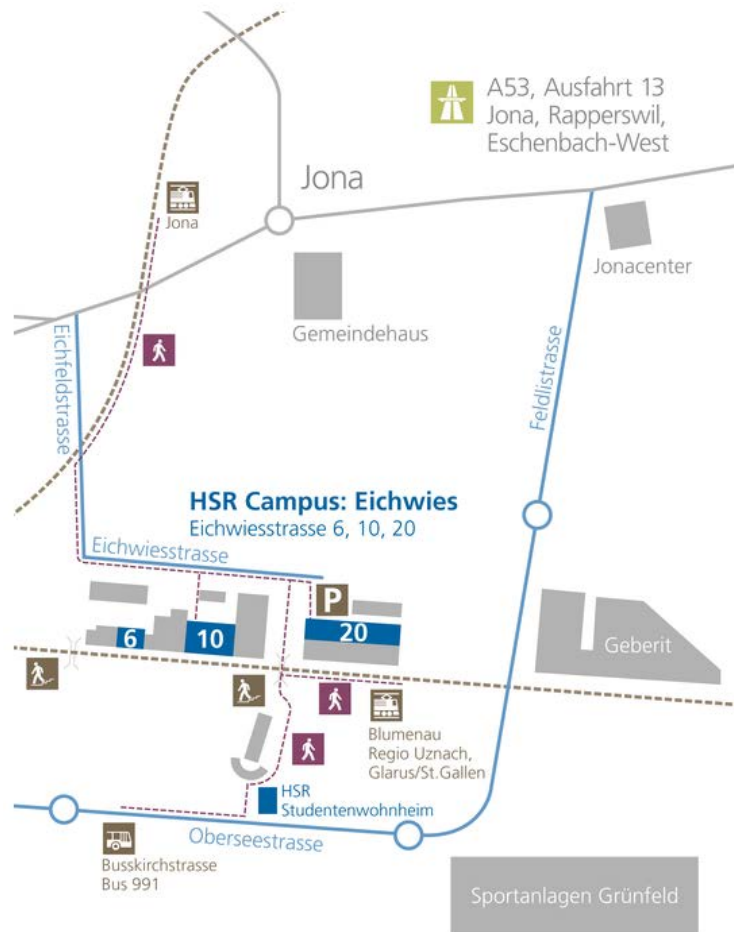 A53, Ausfahrt 13
Jona, Rapperswil,
Eschenbach-West
Jona
Jona
Jonacenter
Gemeindehaus
Eichfeldstrasse
Feldlistrasse
HSR Campus: Eichwies
Eichwiesstrasse 6, 10, 20
Eichwiesstrasse
P
6
10
20
Geberit
Blumenau
Regio Uznach,
Glarus/St.Gallen
HSR
Studentenwohnheim
Oberseestrasse
Busskirchstrasse
Bus 991
Sportanlagen Grünfeld